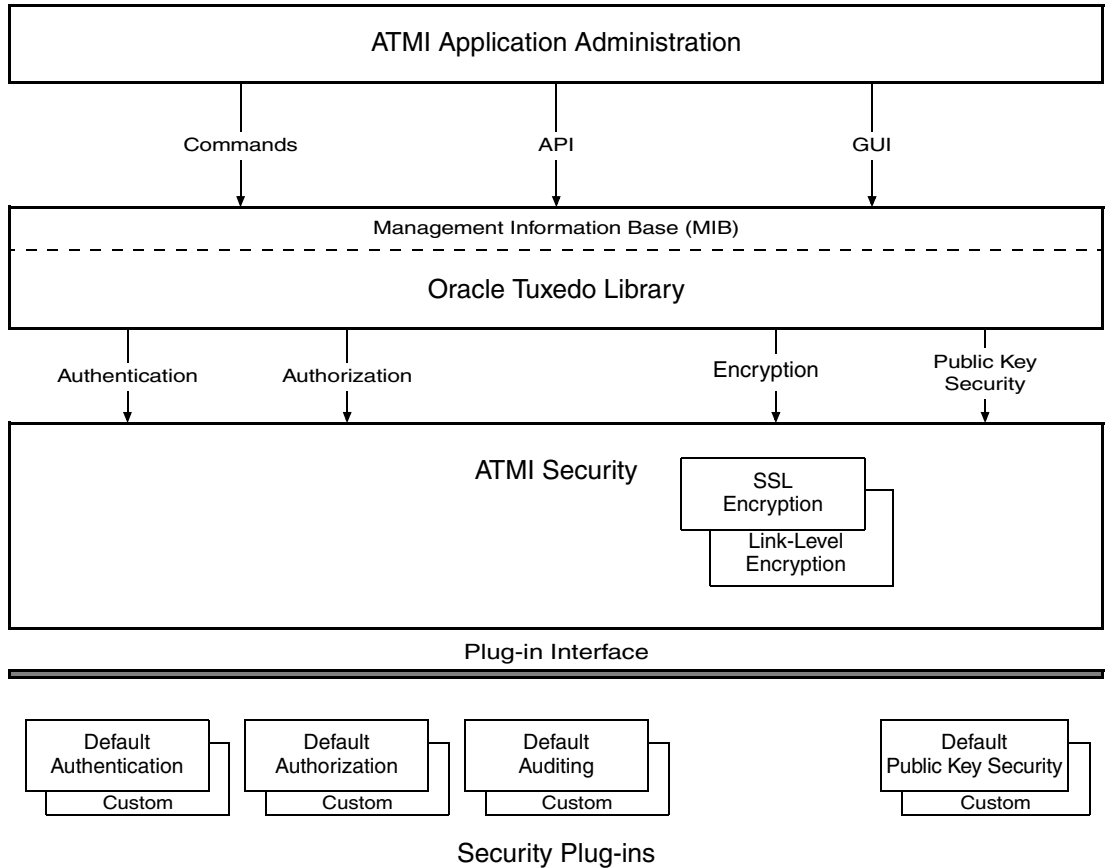 ATMI Application Administration
Commands
API
GUI
Management Information Base (MIB)
Oracle Tuxedo Library
Authentication
Authorization
Encryption
Public Key
Security
ATMI Security
SSL
Encryption
Link-Level
Encryption
Plug-in Interface
Default
Authentication
Custom
Default
Authorization
Custom
Default
Auditing
Custom
Default
Public Key Security
Custom
Security Plug-ins